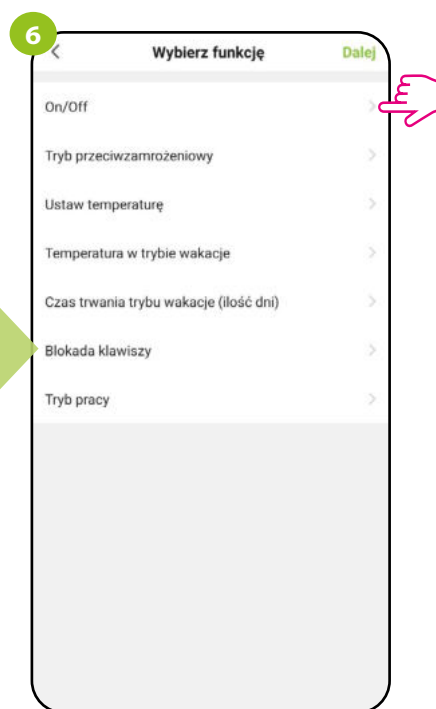 6
Wybierz funkcję Dalej
On/Off
Tryb przeciwzamrożeniowy
Ustaw temperaturę
Temperatura w trybie wakacje
Czas trwania trybu wakacje (ilość dni)
Blokada klawiszy
Tryb pracy